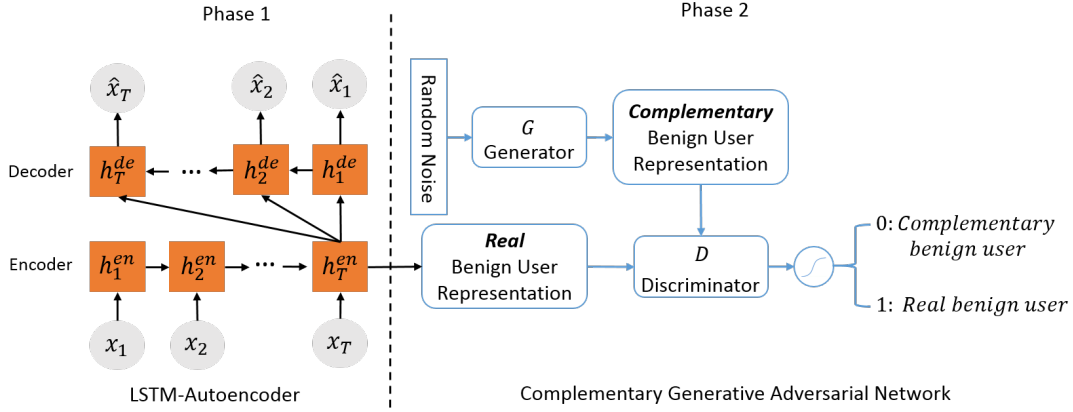 Phase 1
Phase 2
x̂_T
x̂_2
x̂_1
Decoder
h_T^{de}
...
h_2^{de}
h_1^{de}
Encoder
h_1^{en}
h_2^{en}
...
h_T^{en}
x_1
x_2
x_T
LSTM-Autoencoder
Random Noise
G
Generator
Complementary
Benign User
Representation
Real
Benign User
Representation
D
Discriminator
0: Complementary
benign user
1: Real benign user
Complementary Generative Adversarial Network